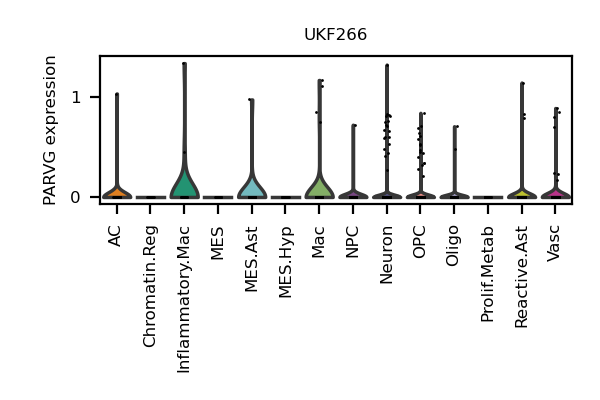 UKF266
PARVG expression
1
0
AC
Chromatin.Reg
Inflammatory.Mac
MES
MES.Ast
MES.Hyp
Mac
NPC
Neuron
OPC
Oligo
Prolif.Metab
Reactive.Ast
Vasc